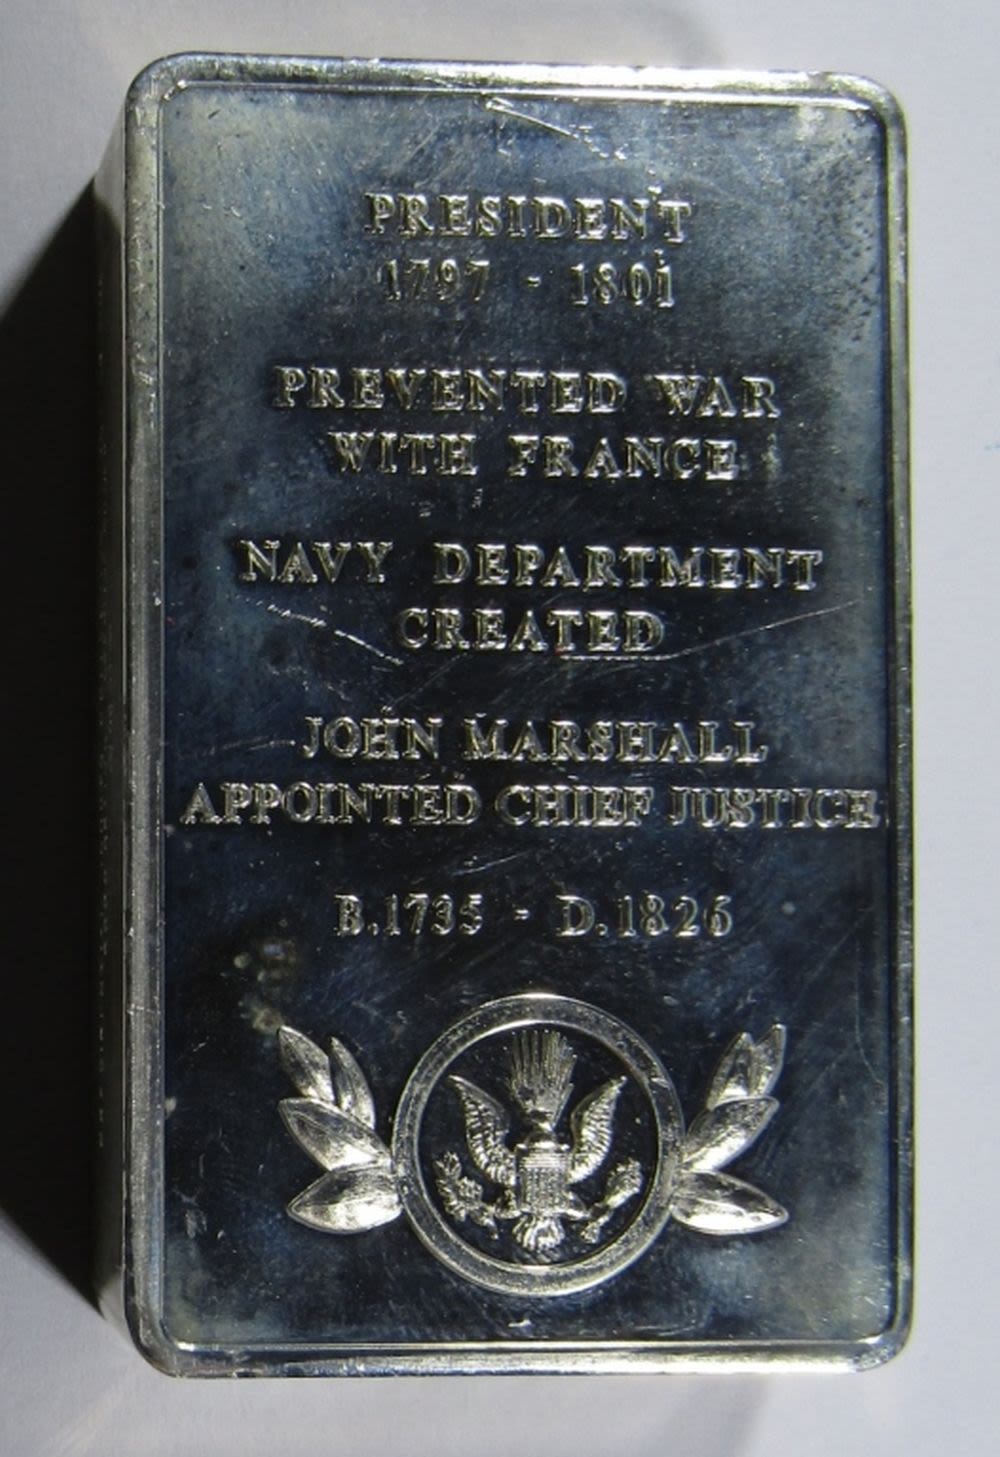 PRESIDENT
1797 - 1801
PREVENTED WAR
WITH FRANCE
NAVY DEPARTMENT
CREATED
JOHN MARSHALL
APPOINTED CHIEF JUSTICE
B.1735 - D.1826